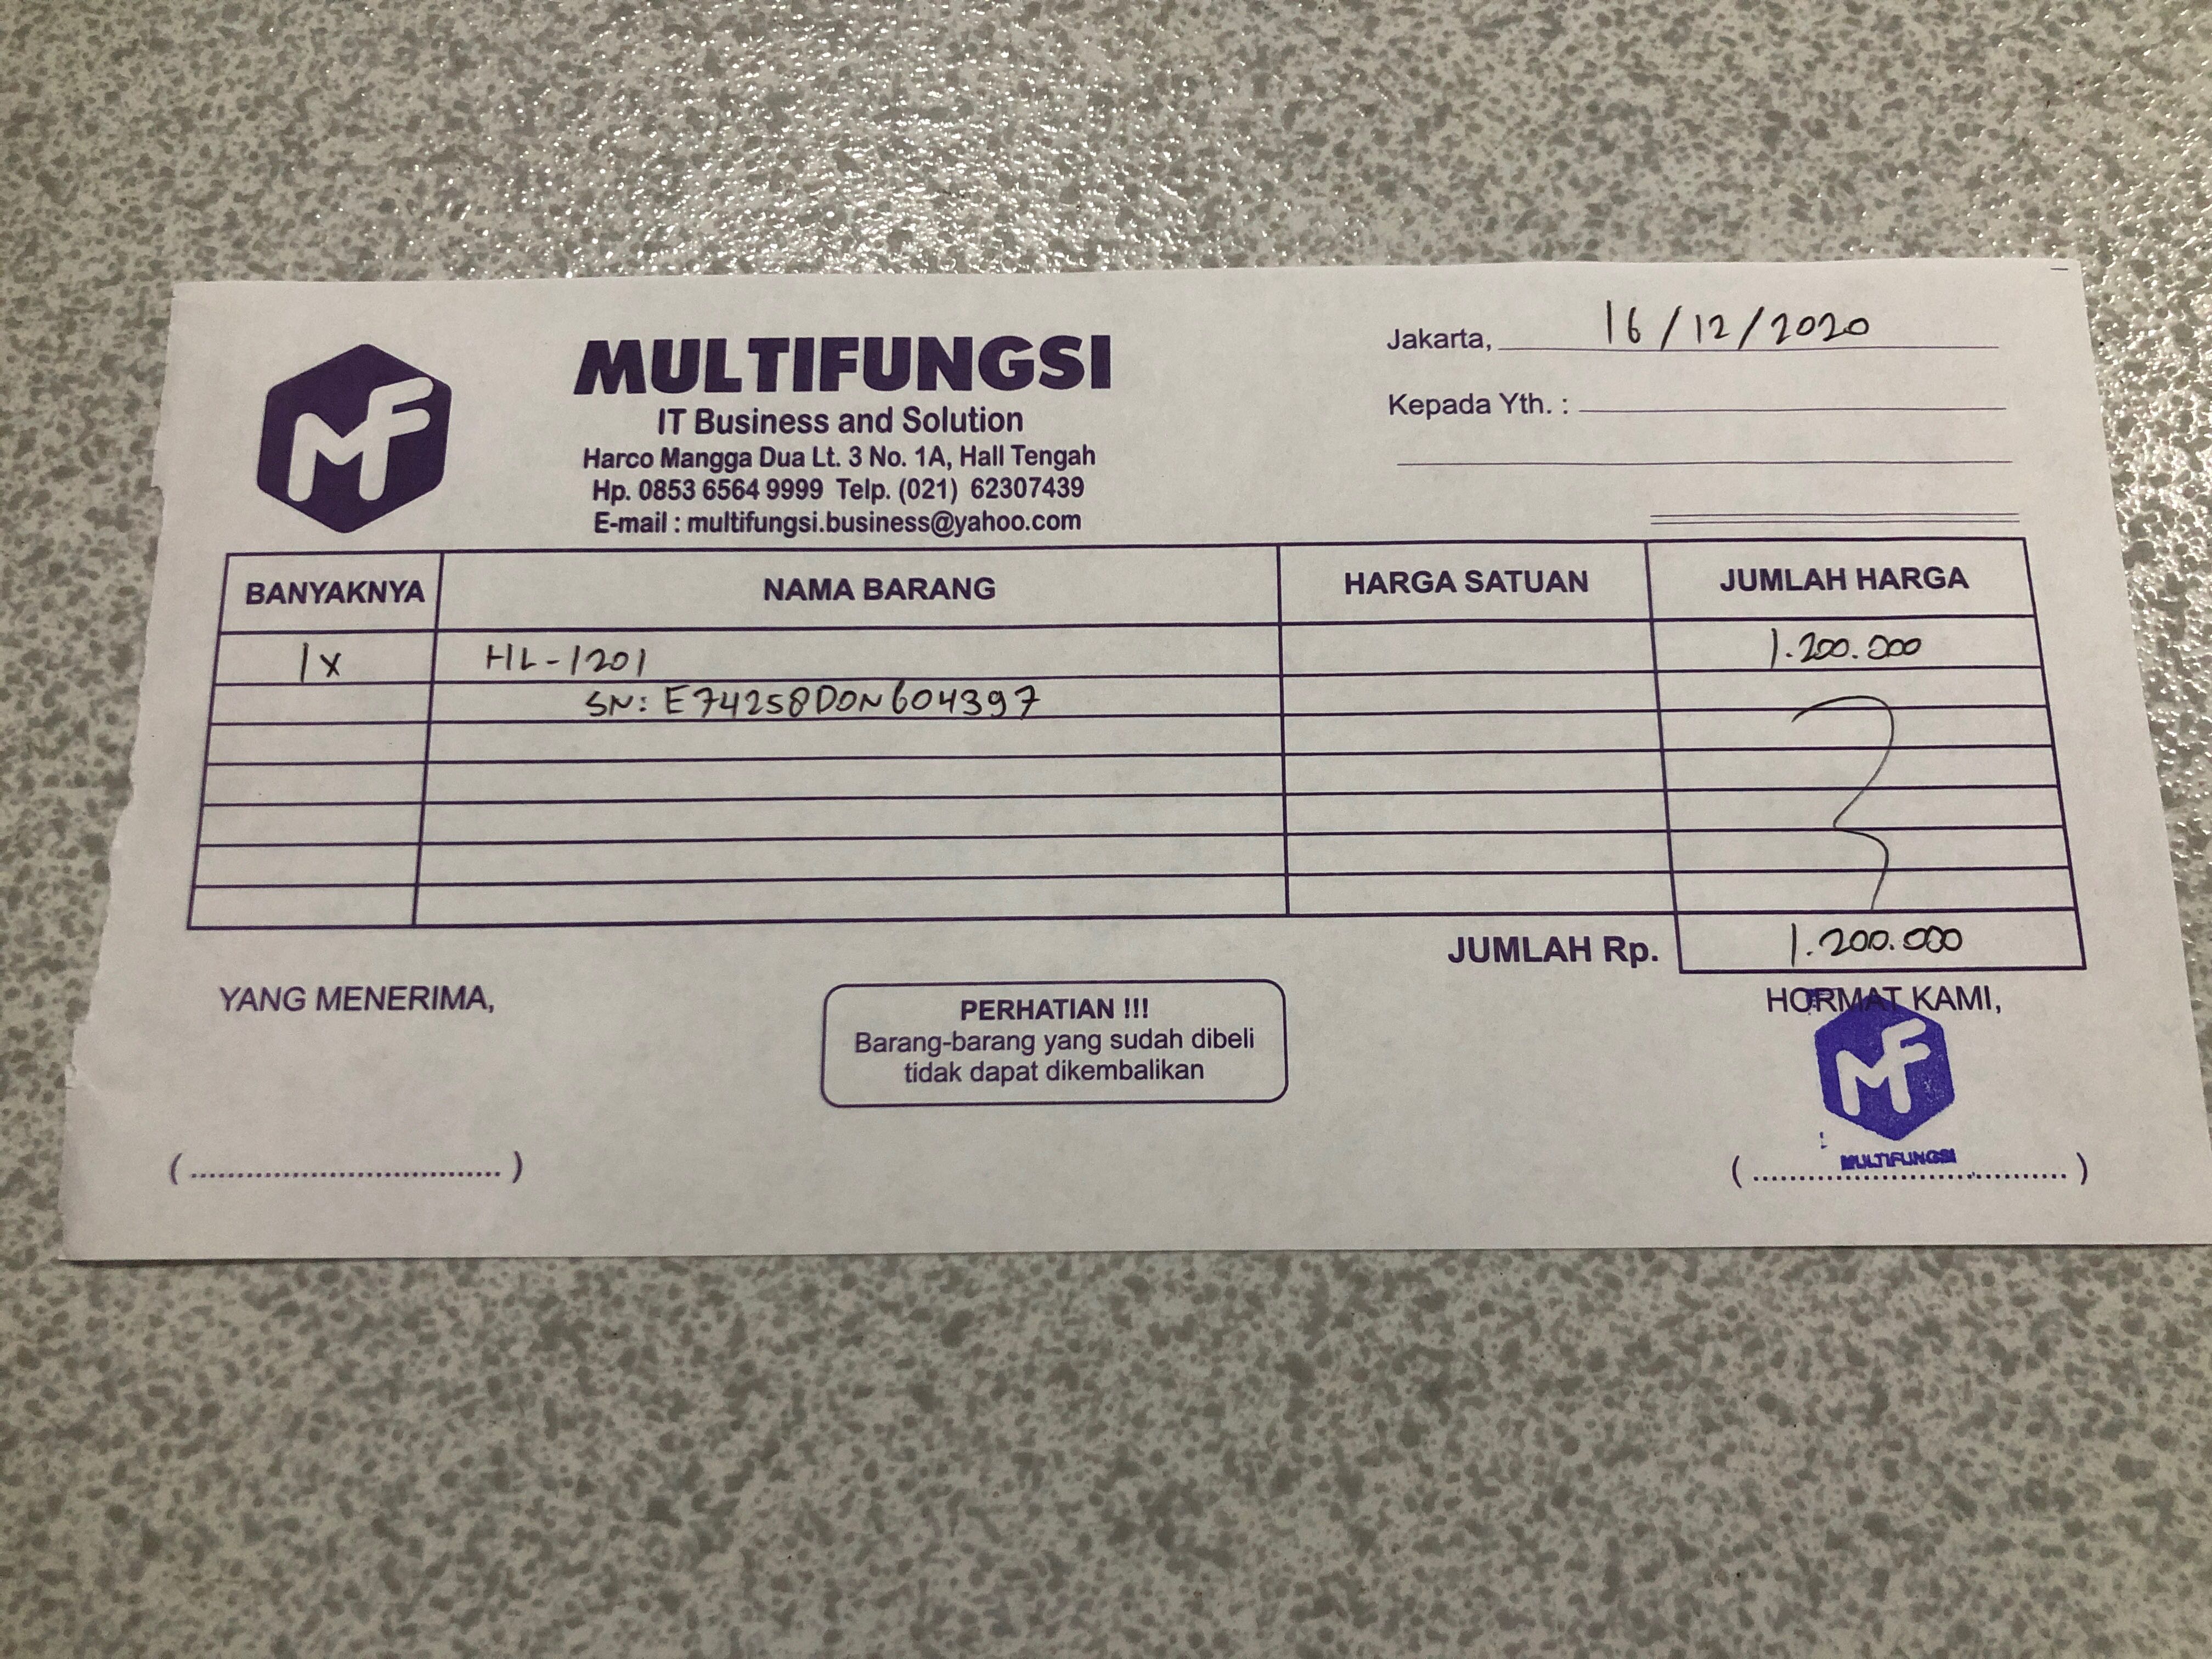 MF
MULTIFUNGSI
IT Business and Solution
Harco Mangga Dua Lt. 3 No. 1A, Hall Tengah
Hp. 0853 6564 9999 Telp. (021) 62307439
E-mail : multifungsi.business@yahoo.com
Jakarta, 16/12/2020
Kepada Yth. :
BANYAKNYA NAMA BARANG HARGA SATUAN JUMLAH HARGA
1x HL-1201 1.200.000
SN: E74258D0N604397
JUMLAH Rp. 1.200.000
YANG MENERIMA,
PERHATIAN !!!
Barang-barang yang sudah dibeli
tidak dapat dikembalikan
HORMAT KAMI,
MF
MULTIFUNGSI
(..................................)
(..................................)